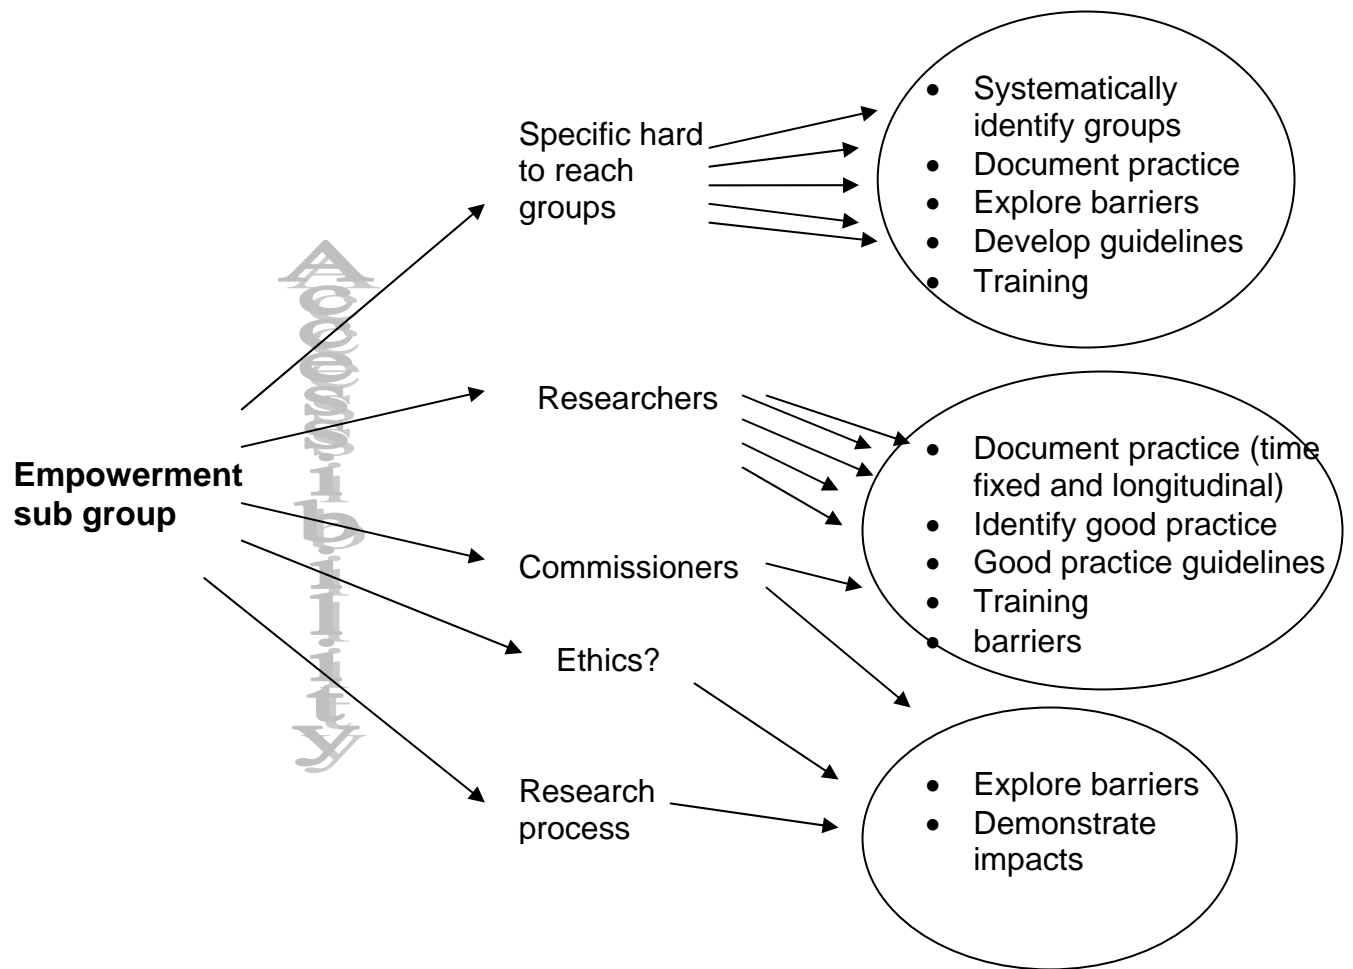 Empowerment
sub group
Accessibility
Specific hard
to reach
groups
Researchers
Commissioners
Ethics?
Research
process
• Systematically
identify groups
• Document practice
• Explore barriers
• Develop guidelines
• Training
• Document practice (time
fixed and longitudinal)
• Identify good practice
• Good practice guidelines
• Training
• barriers
• Explore barriers
• Demonstrate
impacts